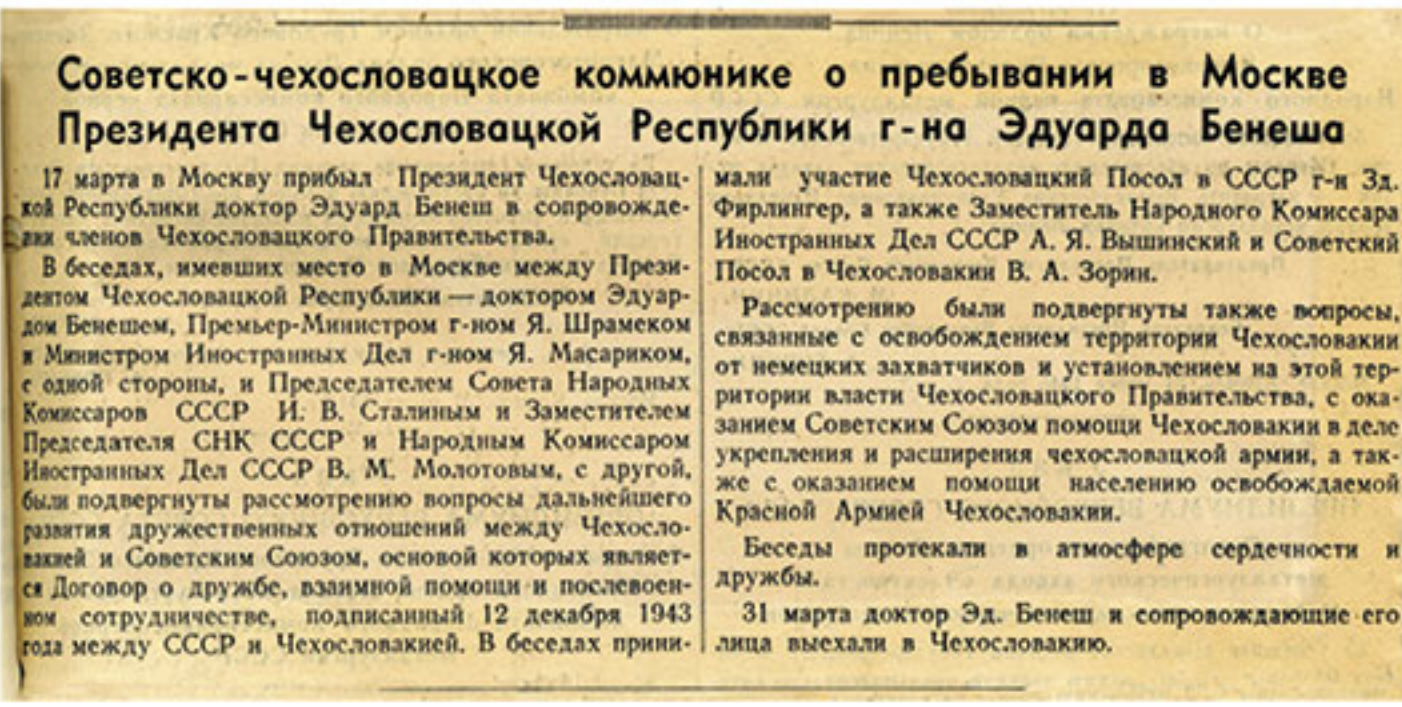 Советско-чехословацкое коммюнике о пребывании в Москве
Президента Чехословацкой Республики г-на Эдуарда Бенеша
17 марта в Москву прибыл Президент Чехословац-
кой Республики доктор Эдуард Бенеш в сопровожде-
нии членов Чехословацкого Правительства.
В беседах, имевших место в Москве между Прези-
дентом Чехословацкой Республики — доктором Эдуар-
дом Бенешем, Премьер-Министром г-ном Я. Шрамеком
и Министром Иностранных Дел г-ном Я. Масариком,
с одной стороны, и Председателем Совета Народных
Комиссаров СССР И. В. Сталиным и Заместителем
Председателя СНК СССР и Народным Комиссаром
Иностранных Дел СССР В. М. Молотовым, с другой,
были подвергнуты рассмотрению вопросы дальнейшего
развития дружественных отношений между Чехосло-
вакией и Советским Союзом, основой которых являет-
ся Договор о дружбе, взаимной помощи и послевоен-
ном сотрудничестве, подписанный 12 декабря 1943
года между СССР и Чехословакией. В беседах прини-
мали участие Чехословацкий Посол в СССР г-н Зд.
Фирлингер, а также Заместитель Народного Комиссара
Иностранных Дел СССР А. Я. Вышинский и Советский
Посол в Чехословакии В. А. Зорин.
Рассмотрению были подвергнуты также вопросы,
связанные с освобождением территории Чехословакии
от немецких захватчиков и установлением на этой тер-
ритории власти Чехословацкого Правительства, с ока-
занием Советским Союзом помощи Чехословакии в деле
укрепления и расширения чехословацкой армии, а так-
же с оказанием помощи населению освобождаемой
Красной Армией Чехословакии.
Беседы протекали в атмосфере сердечности и
дружбы.
31 марта доктор Эд. Бенеш и сопровождающие его
лица выехали в Чехословакию.